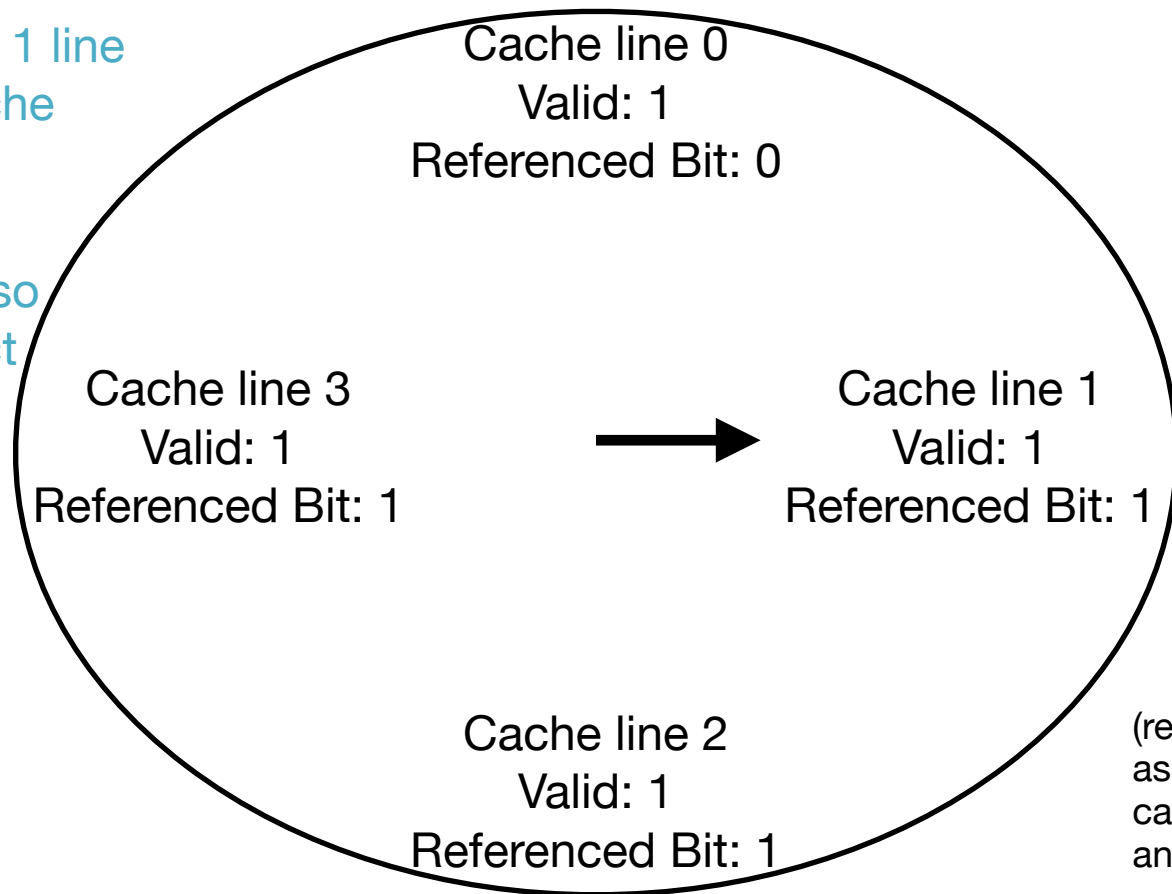 1 line
Cache line 0
Valid: 1
Referenced Bit: 0
Cache line 3
Valid: 1
Referenced Bit: 1
Cache line 1
Valid: 1
Referenced Bit: 1
Cache line 2
Valid: 1
Referenced Bit: 1